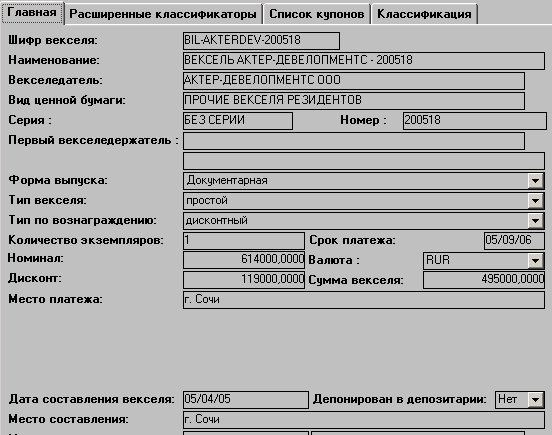 Главная Расширенные классификаторы Список купонов Классификация
Шифр векселя: BIL-AKTERDEV-200518
Наименование: ВЕКСЕЛЬ АКТЕР-ДЕВЕЛОПМЕНТС - 200518
Векселедатель: АКТЕР-ДЕВЕЛОПМЕНТС ООО
Вид ценной бумаги: ПРОЧИЕ ВЕКСЕЛЯ РЕЗИДЕНТОВ
Серия : БЕЗ СЕРИИ Номер : 200518
Первый векселедержатель :
Форма выпуска: Документарная
Тип векселя: простой
Тип по вознаграждению: дисконтный
Количество экземпляров: 1 Срок платежа: 05/09/06
Номинал: 614000,0000 Валюта : RUR
Дисконт: 119000,0000 Сумма векселя: 495000,0000
Место платежа: г. Сочи
Дата составления векселя: 05/04/05 Депонирован в депозитарии: Нет
Место составления: г. Сочи